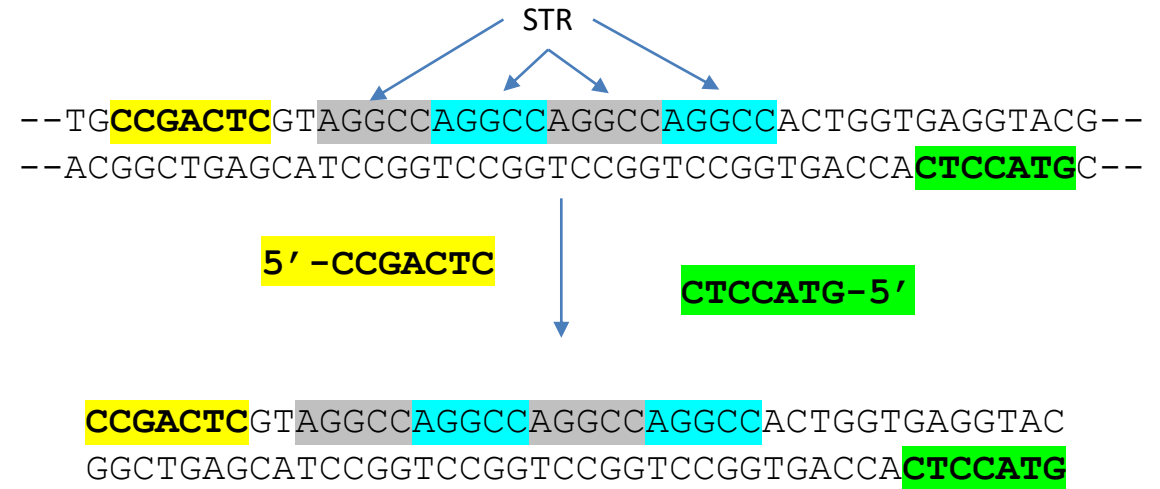 STR
--TGCCGACTCGTAGGCCAGGCCAGGCCAGGCCACTGGTGAGGTACG--
--ACGGCTGAGCATCCGGTCCGGTCCGGTCCGGTGACCACTCCATGC--
5’-CCGACTC
CTCCATG-5’
CCGACTCGTAGGCCAGGCCAGGCCAGGCCACTGGTGAGGTAC
GGCTGAGCATCCGGTCCGGTCCGGTCCGGTGACCACTCCATG